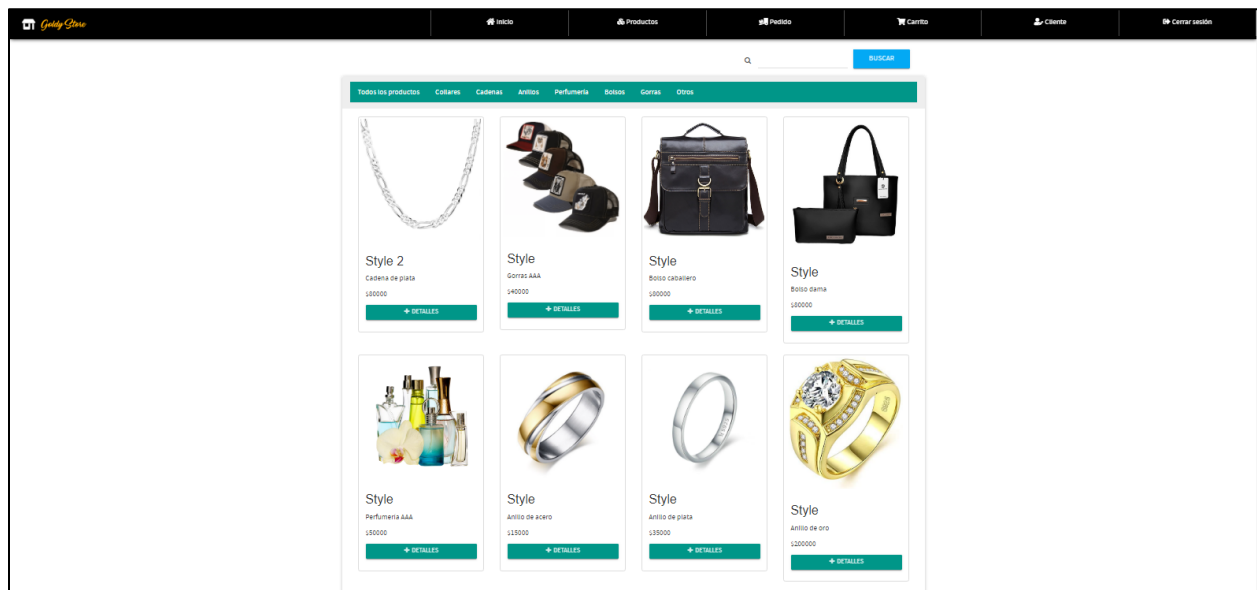 Goldy Store
Inicio
Productos
Pedido
Carrito
Cliente
Cerrar sesión
BUSCAR
Todos los productos Collares Cadenas Anillos Perfumería Bolsos Gorras Otros
Style 2
Cadena de plata
$80000
+ DETALLES
Style
Gorras AAA
$40000
+ DETALLES
Style
Bolso caballero
$80000
+ DETALLES
Style
Bolso dama
$80000
+ DETALLES
Style
Perfumeria AAA
$50000
+ DETALLES
Style
Anillo de acero
$15000
+ DETALLES
Style
Anillo de plata
$35000
+ DETALLES
Style
Anillo de oro
$200000
+ DETALLES